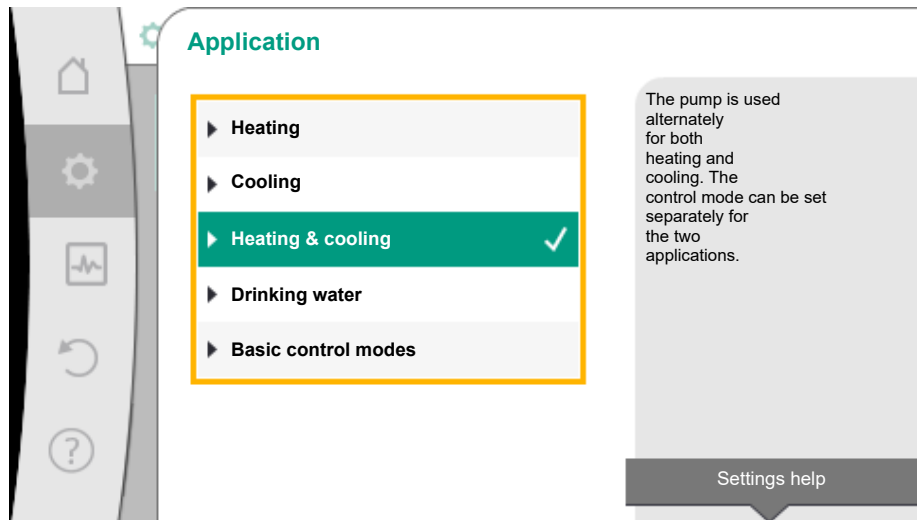 Application
Heating
Cooling
Heating & cooling
Drinking water
Basic control modes
The pump is used
alternately
for both
heating and
cooling. The
control mode can be set
separately for
the two
applications.
?
Settings help